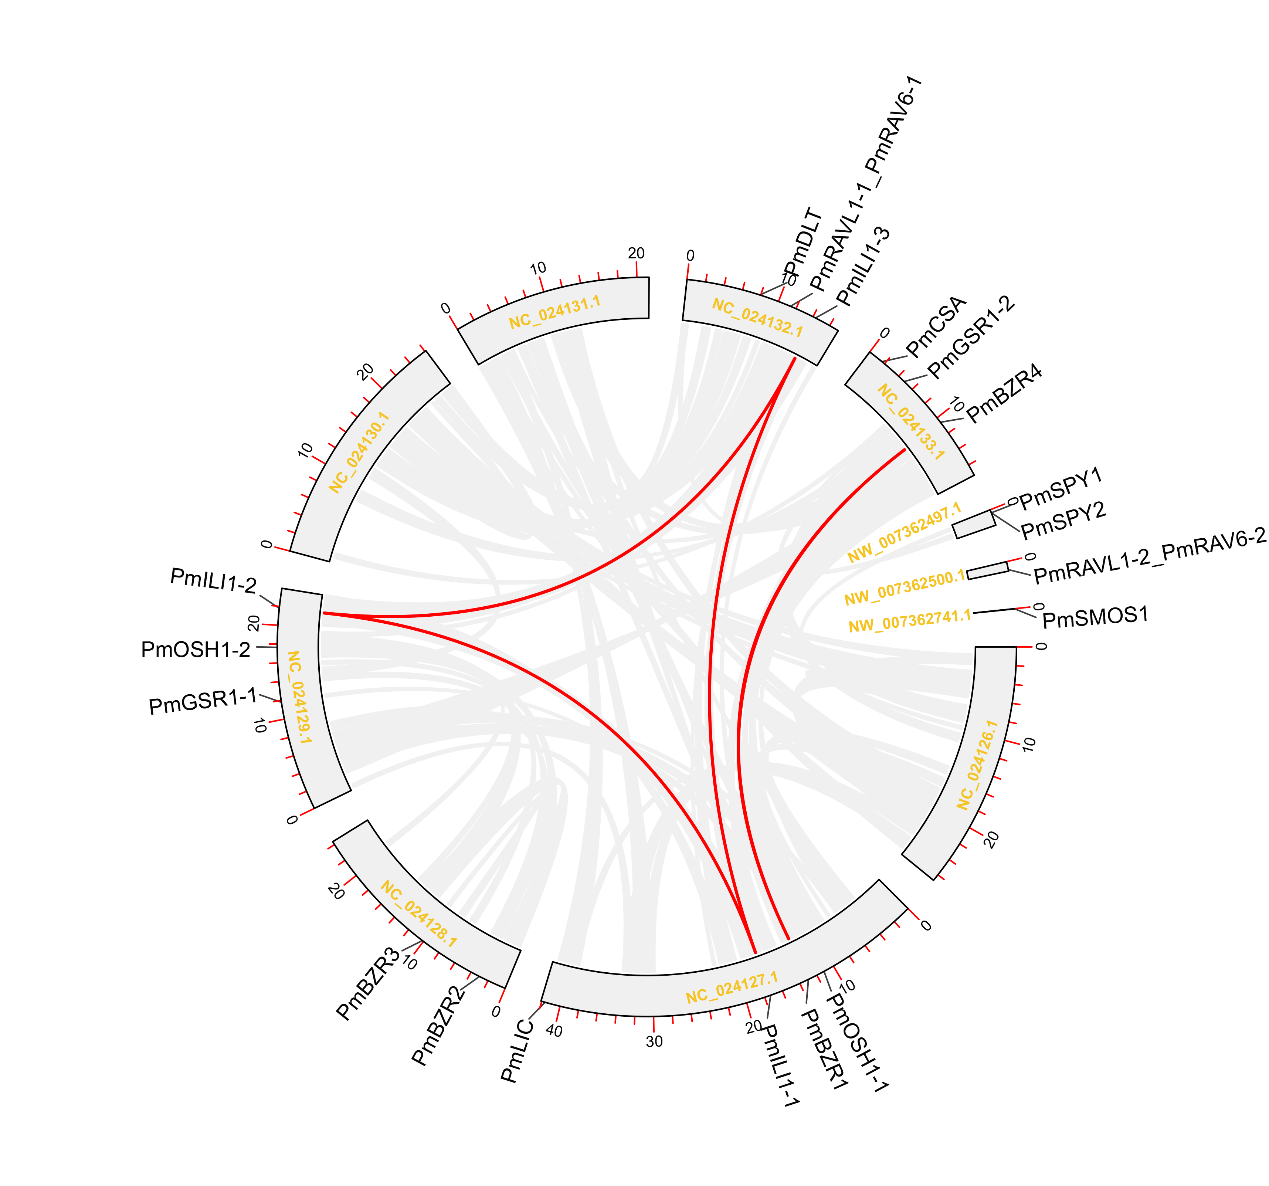 0
10
20
NC_024131.1
0
10
NC_024132.1
PmDLT
PmRAVL1-1_PmRAV6-1
PmILI1-3
0
10
NC_024133.1
PmCSA
PmGSR1-2
PmBZR4
0
NW_007362497.1
PmSPY1
PmSPY2
0
NW_007362500.1
PmRAVL1-2_PmRAV6-2
0
NW_007362741.1
PmSMOS1
0
10
20
NC_024126.1
0
10
20
30
40
NC_024127.1
PmOSH1-1
PmBZR1
PmILI1-1
PmLIC
0
10
20
NC_024128.1
PmBZR2
PmBZR3
0
10
20
NC_024129.1
PmGSR1-1
PmOSH1-2
PmILI1-2
0
10
20
NC_024130.1